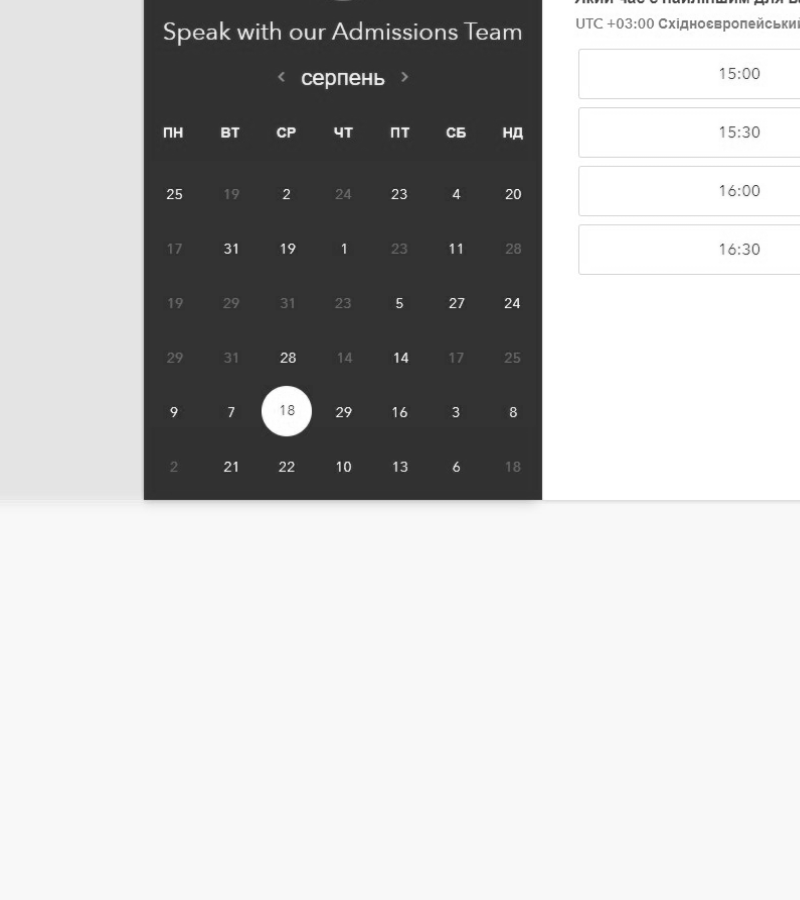 Speak with our Admissions Team
< серпень >
ПН ВТ СР ЧТ ПТ СБ НД
25 19 2 24 23 4 20
17 31 19 1 23 11 28
19 29 31 23 5 27 24
29 31 28 14 14 17 25
9 7 18 29 16 3 8
2 21 22 10 13 6 18
UTC +03:00 Східноєвропейськи
15:00
15:30
16:00
16:30